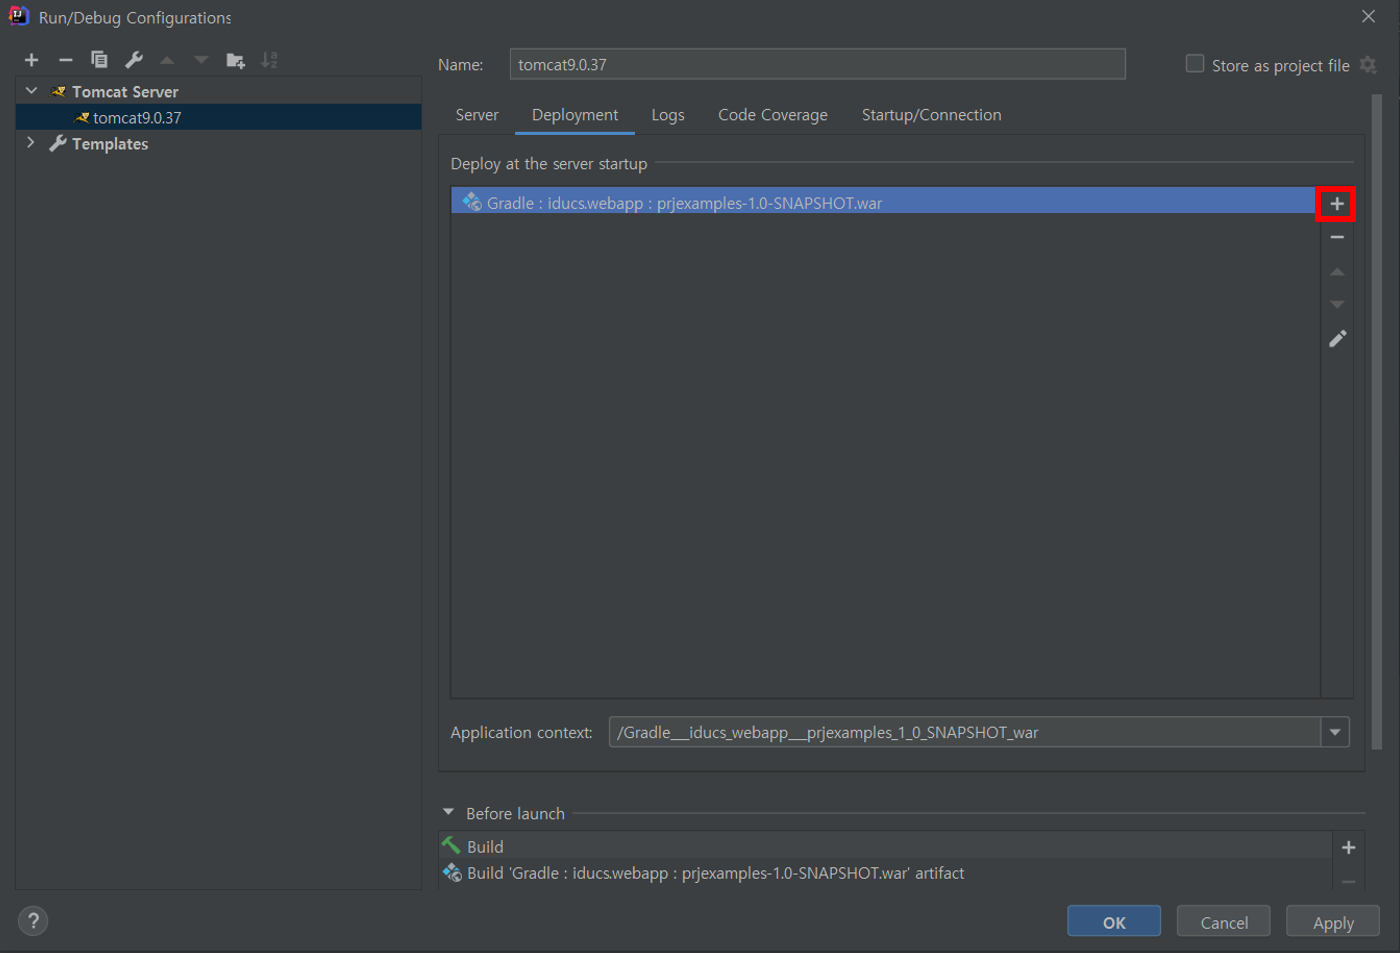 Run/Debug Configurations
Name: tomcat9.0.37
Store as project file
Tomcat Server
tomcat9.0.37
Templates
Server Deployment Logs Code Coverage Startup/Connection
Deploy at the server startup
Gradle : iducs.webapp : prjexamples-1.0-SNAPSHOT.war
Application context: /Gradle__iducs_webapp__prjexamples_1_0_SNAPSHOT_war
Before launch
Build
Build 'Gradle : iducs.webapp : prjexamples-1.0-SNAPSHOT.war' artifact
?
OK Cancel Apply